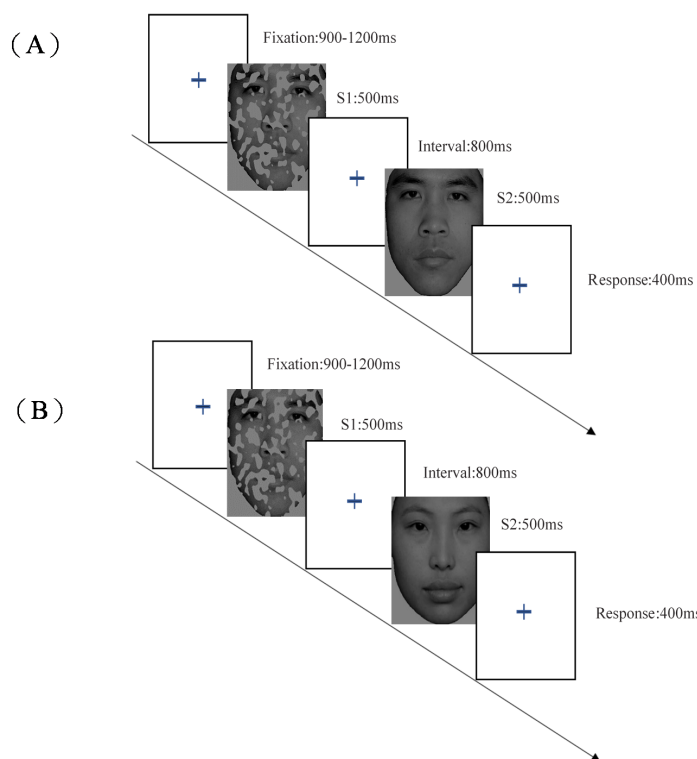 (A)
Fixation:900-1200ms
S1:500ms
Interval:800ms
S2:500ms
Response:400ms
(B)
Fixation:900-1200ms
S1:500ms
Interval:800ms
S2:500ms
Response:400ms